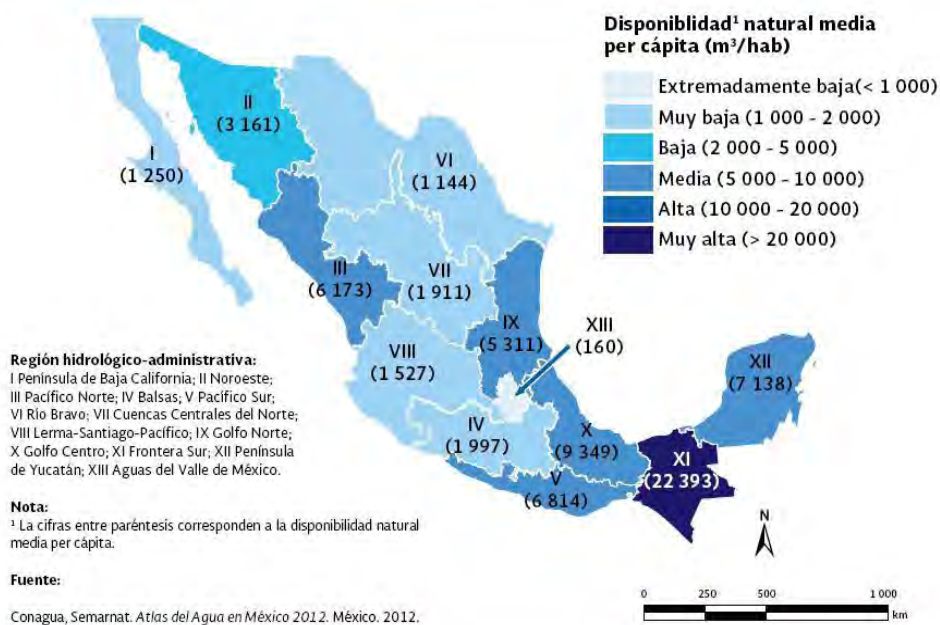 Disponiblidad¹ natural media
per cápita (m³/hab)
Extremadamente baja(< 1 000)
Muy baja (1 000 - 2 000)
Baja (2 000 - 5 000)
Media (5 000 - 10 000)
Alta (10 000 - 20 000)
Muy alta (> 20 000)
II
(3 161)
I
(1 250)
VI
(1 144)
III
(6 173)
VII
(1 911)
VIII
(1 527)
IX
(5 311)
XIII
(160)
XII
(7 138)
IV
(1 997)
X
(9 349)
V
(6 814)
XI
(22 393)
Región hidrológico-administrativa:
I Península de Baja California; II Noroeste;
III Pacífico Norte; IV Balsas; V Pacífico Sur;
VI Río Bravo; VII Cuencas Centrales del Norte;
VIII Lerma-Santiago-Pacífico; IX Golfo Norte;
X Golfo Centro; XI Frontera Sur; XII Península
de Yucatán; XIII Aguas del Valle de México.
Nota:
¹ La cifras entre paréntesis corresponden a la disponibilidad natural
media per cápita.
Fuente:
Conagua, Semarnat. Atlas del Agua en México 2012. México. 2012.
N
0 250 500 1 000
km